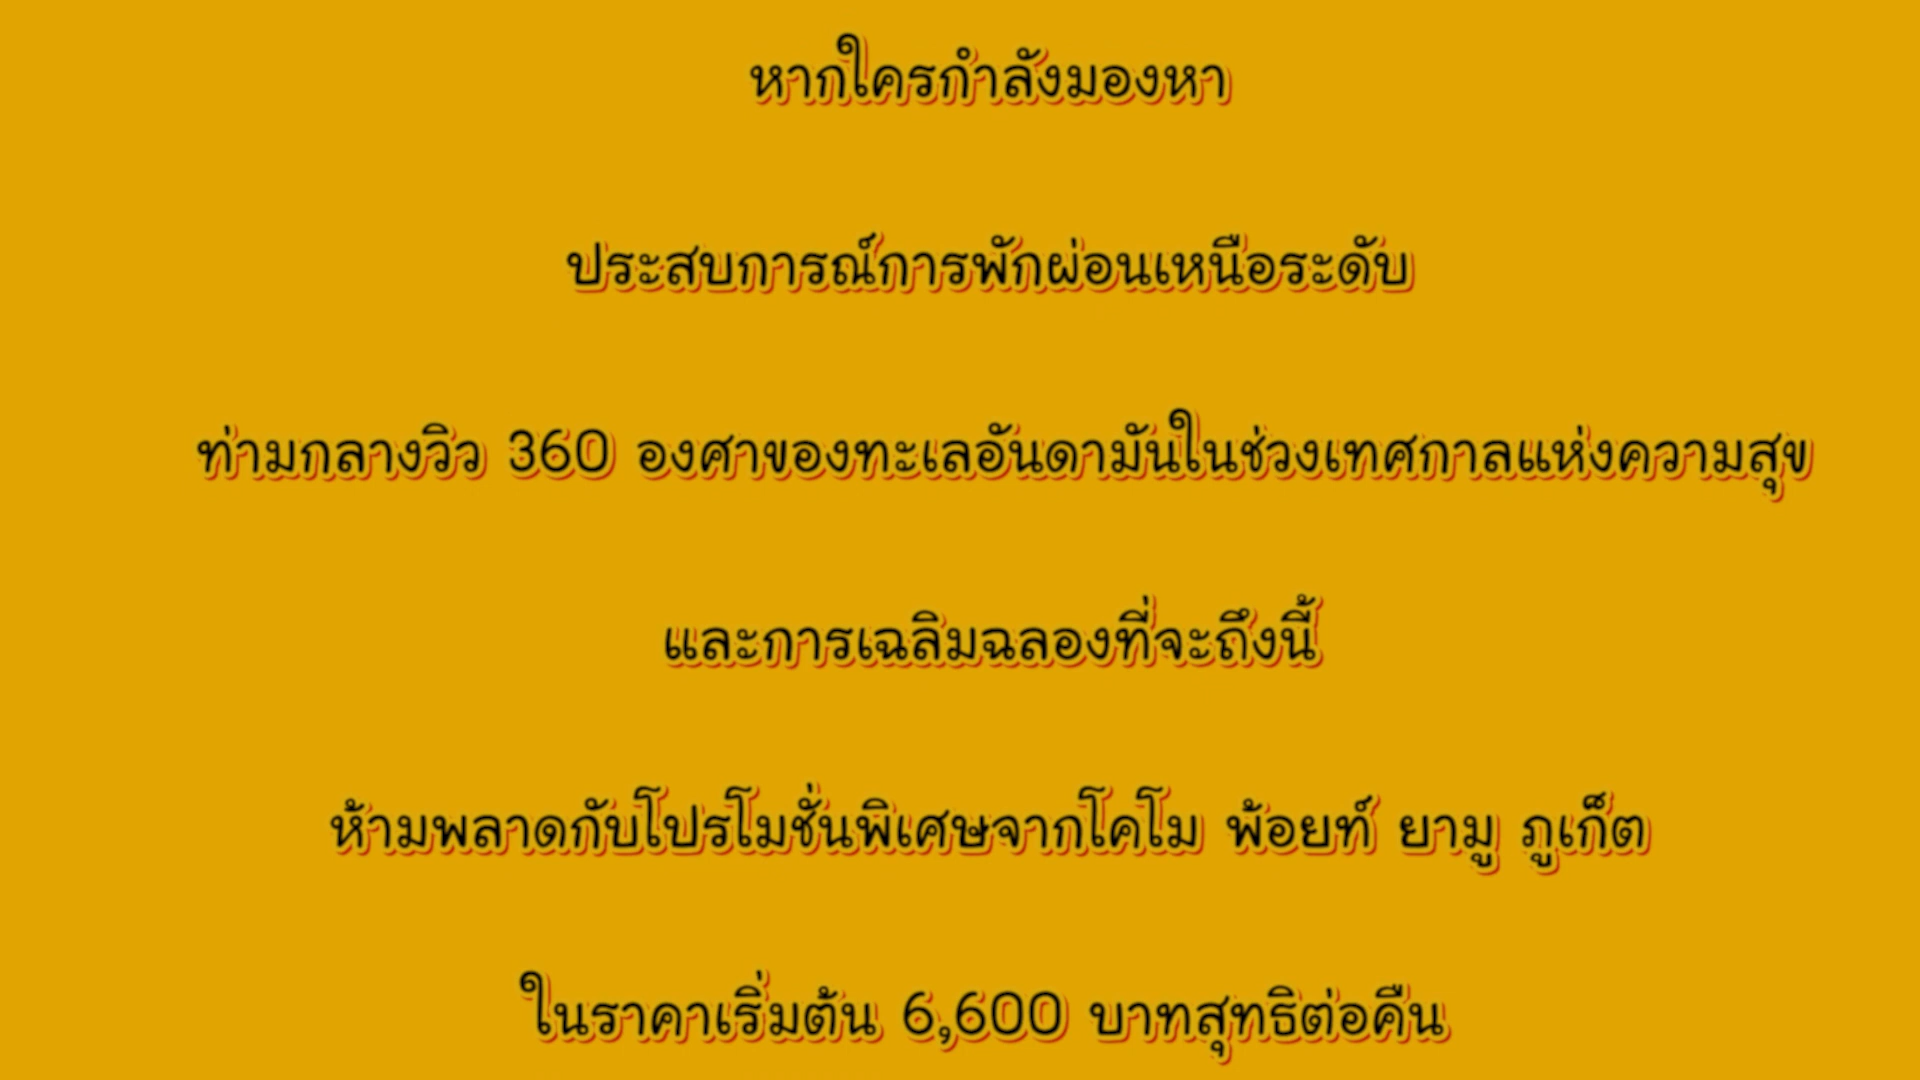 หากใครกำลังมองหา
ประสบการณ์การพักผ่อนเหนือระดับ
ท่ามกลางวิว 360 องศาของทะเลอันดามันในช่วงเทศกาลแห่งความสุข
และการเฉลิมฉลองที่จะถึงนี้
ห้ามพลาดกับโปรโมชั่นพิเศษจากโคโม พ้อยท์ ยามู ภูเก็ต
ในราคาเริ่มต้น 6,600 บาทสุทธิต่อคืน